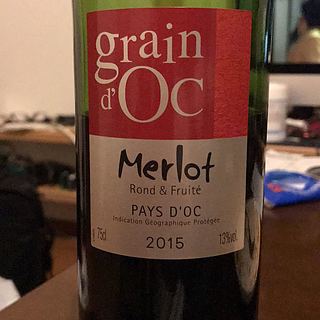 grain
d'OC
Merlot
Rond & Fruité
PAYS D'OC
Indication Géographique Protégée
75cl 2015 13%vol